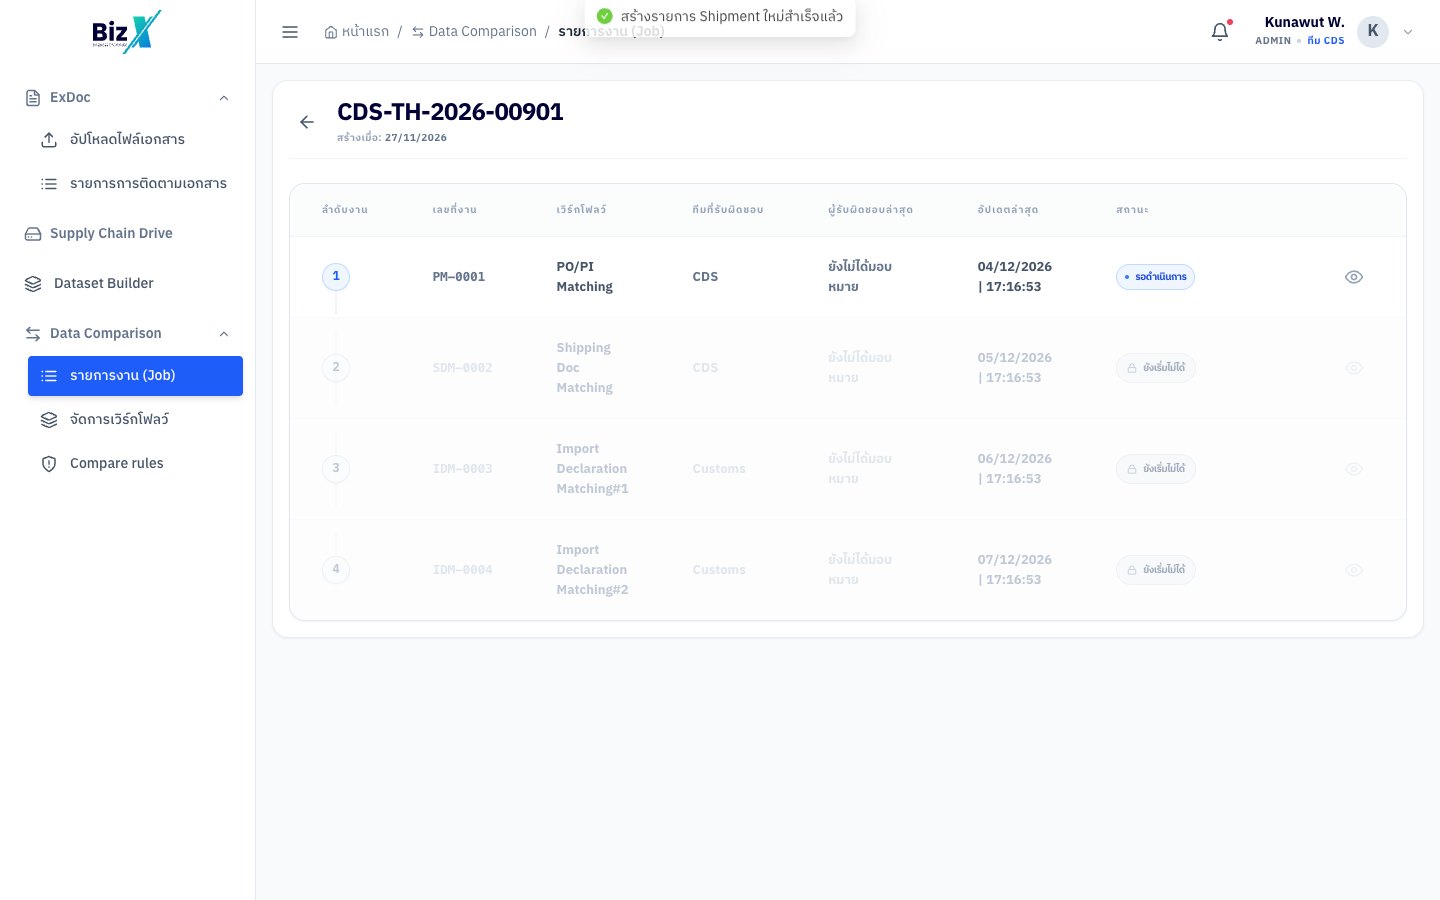 BizX
หน้าแรก / Data Comparison / รายการงาน (Job)
สร้างรายการ Shipment ใหม่สำเร็จแล้ว
Kunawut W.
ADMIN • ทีม CDS
K
ExDoc
อัปโหลดไฟล์เอกสาร
รายการการติดตามเอกสาร
Supply Chain Drive
Dataset Builder
Data Comparison
รายการงาน (Job)
จัดการเวิร์กโฟลว์
Compare rules
CDS-TH-2026-00901
สร้างเมื่อ: 27/11/2026
ลำดับงาน เลขที่งาน เวิร์กโฟลว์ ทีมที่รับผิดชอบ ผู้รับผิดชอบล่าสุด อัปเดตล่าสุด สถานะ
1 PM-0001 PO/PI CDS ยังไม่ได้มอบ 04/12/2026 รอดำเนินการ
Matching หมาย | 17:16:53
Shipping
2 SDM-0002 Doc CDS ยังไม่ได้มอบ 05/12/2026 ยังเริ่มไม่ได้
Matching หมาย | 17:16:53
Import
3 IDM-0003 Declaration Customs ยังไม่ได้มอบ 06/12/2026 ยังเริ่มไม่ได้
Matching#1 หมาย | 17:16:53
Import
4 IDM-0004 Declaration Customs ยังไม่ได้มอบ 07/12/2026 ยังเริ่มไม่ได้
Matching#2 หมาย | 17:16:53